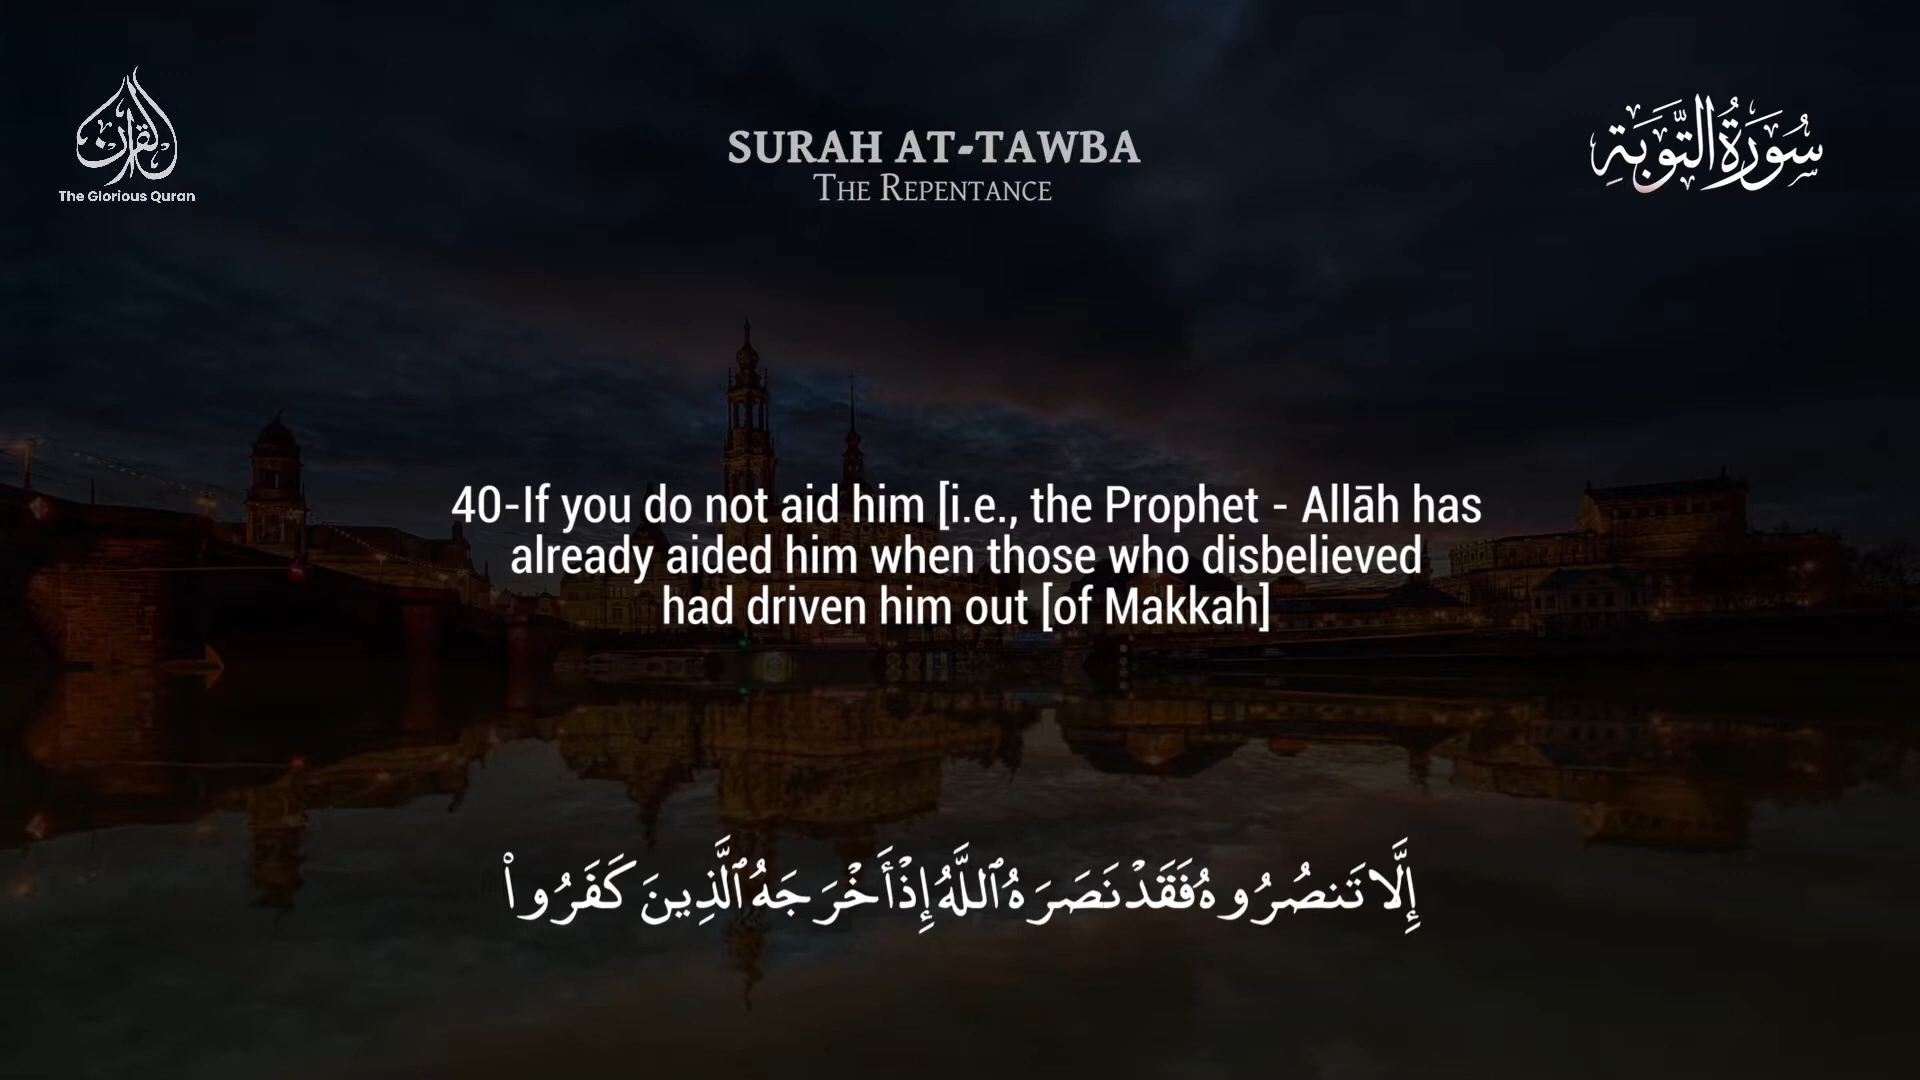 القرآن
The Glorious Quran
SURAH AT-TAWBA
THE REPENTANCE
سُورَةُ التَّوْبَةِ
40-If you do not aid him [i.e., the Prophet - Allāh has
already aided him when those who disbelieved
had driven him out [of Makkah]
إِلَّا تَنصُرُوهُ فَقَدْ نَصَرَهُ ٱللَّهُ إِذْ أَخْرَجَهُ ٱلَّذِينَ كَفَرُوا۟